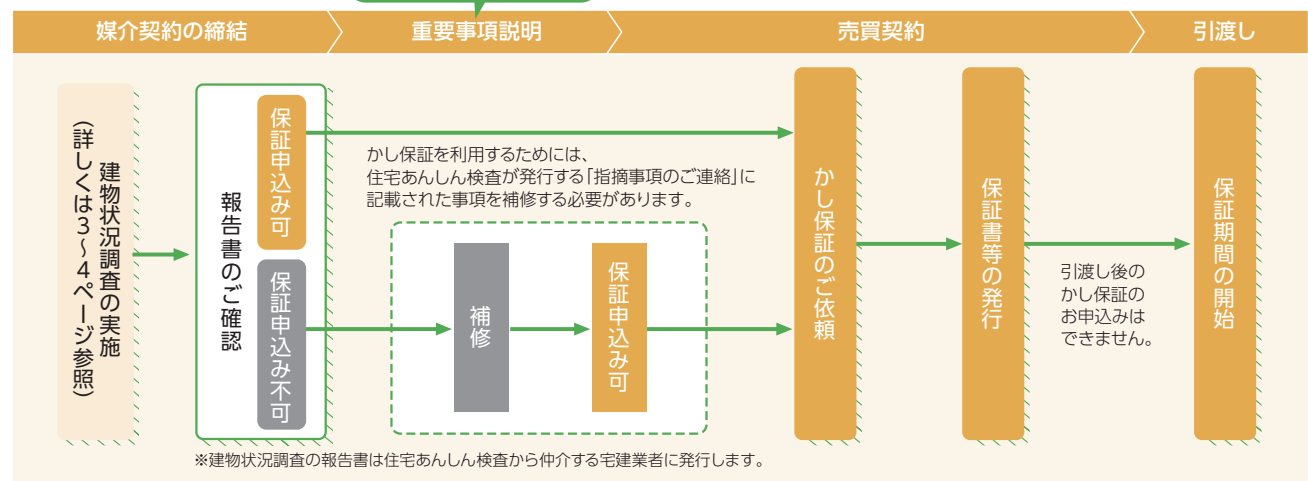 媒介契約の締結
重要事項説明
売買契約
引渡し
建物状況調査の実施
（詳しくは3～4ページ参照）
報告書のご確認
保証申込み可
保証申込み不可
かし保証を利用するためには、
住宅あんしん検査が発行する「指摘事項のご連絡」に
記載された事項を補修する必要があります。
補修
保証申込み可
かし保証のご依頼
保証書等の発行
引渡し後の
かし保証の
お申込みは
できません。
保証期間の開始
※建物状況調査の報告書は住宅あんしん検査から仲介する宅建業者に発行します。